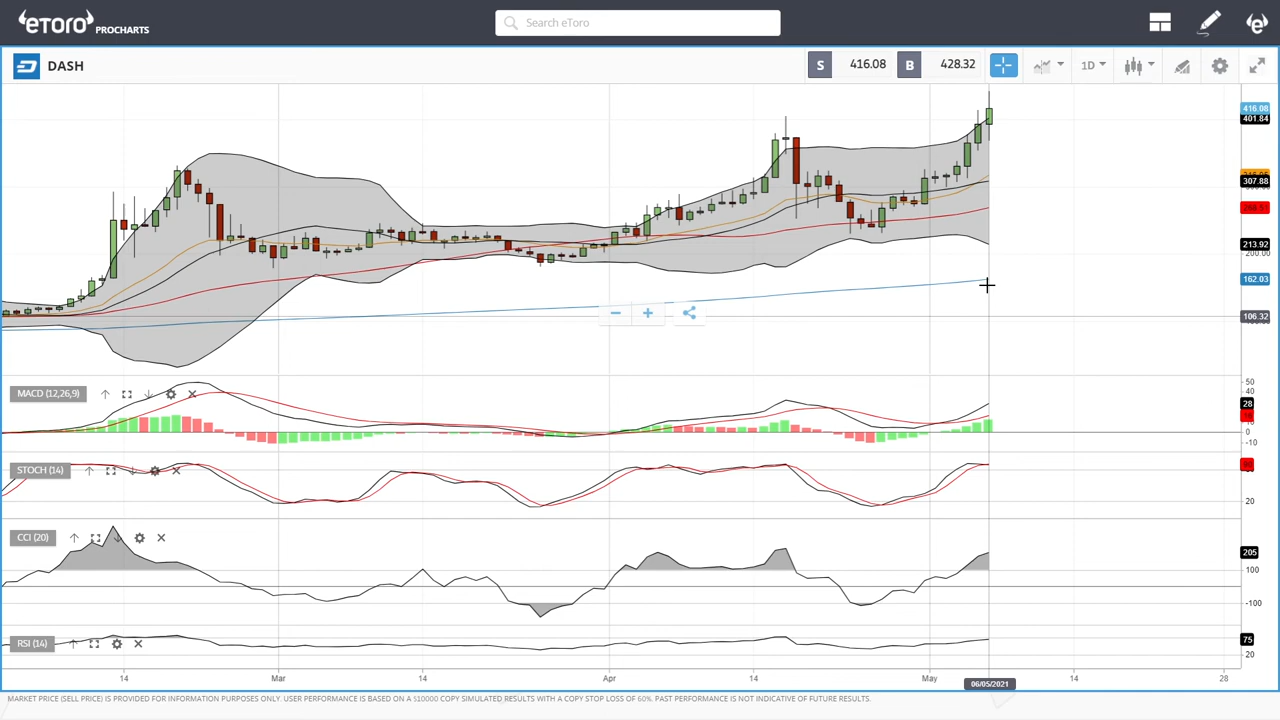 eToro PROCHARTS
Search eToro
DASH
S 416.08 B 428.32
1D
416.08
401.84
307.88
213.92
200.00
162.03
106.32
MACD (12,26,9)
50
40
28
0
-10
STOCH (14)
20
CCI (20)
205
100
-100
RSI (14)
75
20
14 Mar 14 Apr 14 May 14 28
06/05/2021
MARKET PRICE (SELL PRICE) IS PROVIDED FOR INFORMATION PURPOSES ONLY. USER PERFORMANCE IS BASED ON A $10000 COPY SIMULATED RESULTS WITH A COPY STOP LOSS OF 60%. PAST PERFORMANCE IS NOT INDICATIVE OF FUTURE RESULTS.